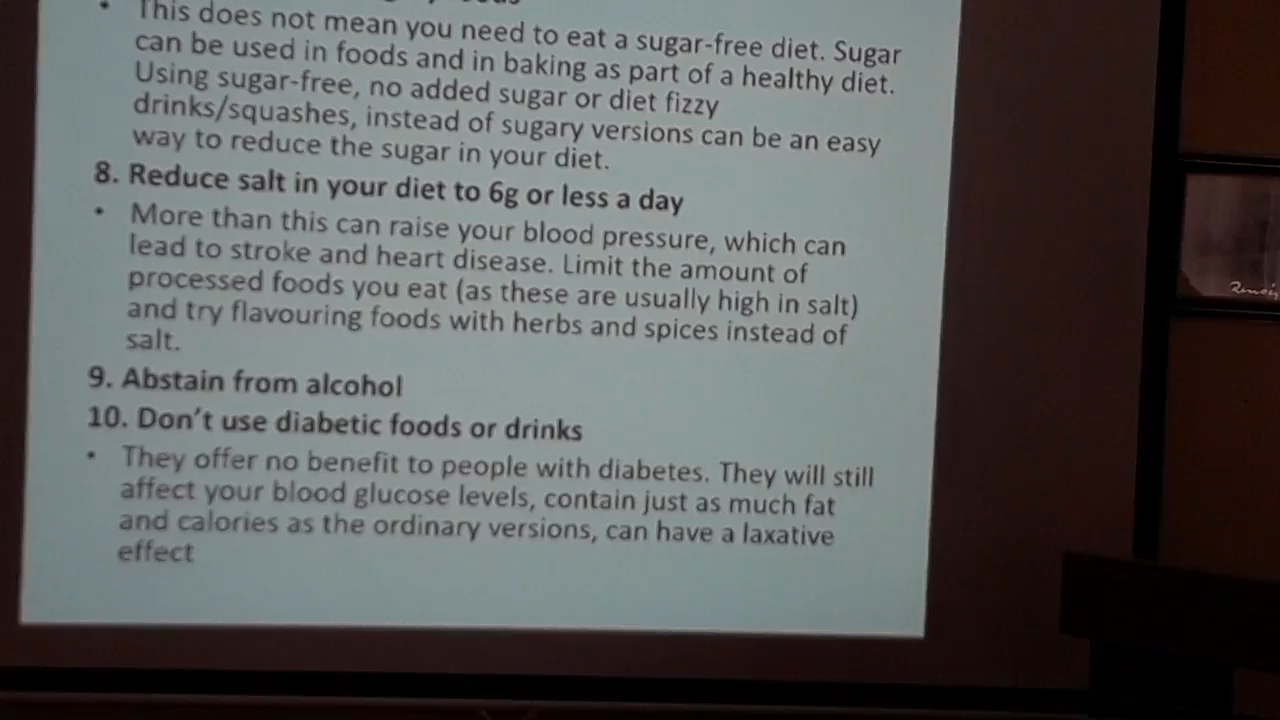 • This does not mean you need to eat a sugar-free diet. Sugar
can be used in foods and in baking as part of a healthy diet.
Using sugar-free, no added sugar or diet fizzy
drinks/squashes, instead of sugary versions can be an easy
way to reduce the sugar in your diet.
8. Reduce salt in your diet to 6g or less a day
• More than this can raise your blood pressure, which can
lead to stroke and heart disease. Limit the amount of
processed foods you eat (as these are usually high in salt)
and try flavouring foods with herbs and spices instead of
salt.
9. Abstain from alcohol
10. Don't use diabetic foods or drinks
• They offer no benefit to people with diabetes. They will still
affect your blood glucose levels, contain just as much fat
and calories as the ordinary versions, can have a laxative
effect